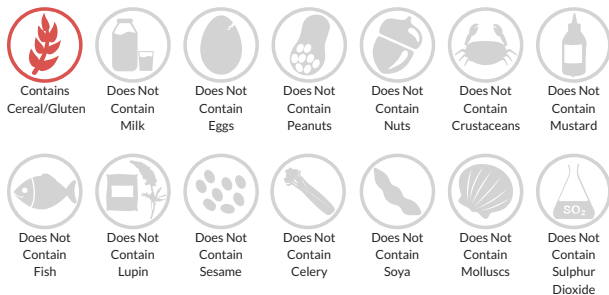 Contains
Cereal/Gluten
Does Not
Contain
Milk
Does Not
Contain
Eggs
Does Not
Contain
Peanuts
Does Not
Contain
Nuts
Does Not
Contain
Crustaceans
Does Not
Contain
Mustard
Does Not
Contain
Fish
Does Not
Contain
Lupin
Does Not
Contain
Sesame
Does Not
Contain
Celery
Does Not
Contain
Soya
Does Not
Contain
Molluscs
SO₂
Does Not
Contain
Sulphur
Dioxide